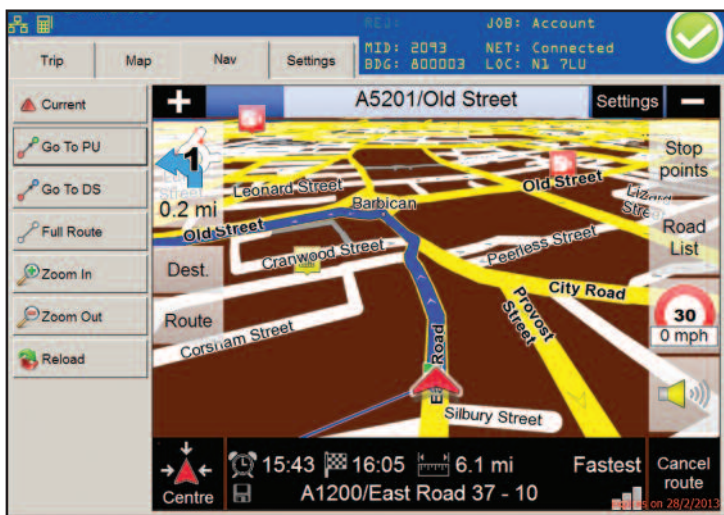 REJ: JOB: Account
MID: 2093 NET: Connected
BDG: 800003 LOC: N1 7LU
Trip Map Nav Settings
Current
Go To PU
Go To DS
Full Route
Zoom In
Zoom Out
Reload
+ A5201/Old Street Settings −
1
0.2 mi
Dest.
Route
Stop
points
Road
List
30
0 mph
Leonard Street
Old Street
Barbican
Old Street
Cranwood Street
Peerless Street
City Road
Provost
Street
Corsham Street
Road
Silbury Street
Centre
15:43 16:05 6.1 mi Fastest
A1200/East Road 37 - 10
Cancel
route
on 28/2/2013